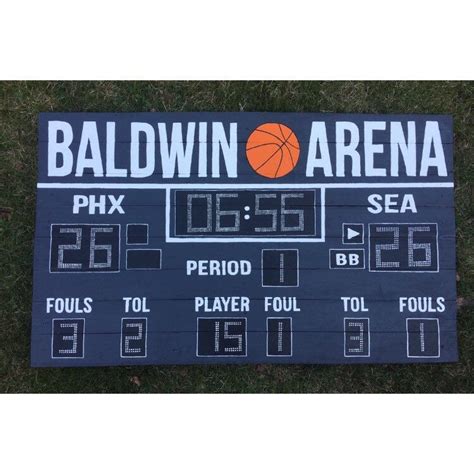 BALDWIN ARENA
PHX 06:56 SEA
26 ▶ 26
BB
PERIOD 1
FOULS TOL PLAYER FOUL TOL FOULS
3 2 15 1 3 1